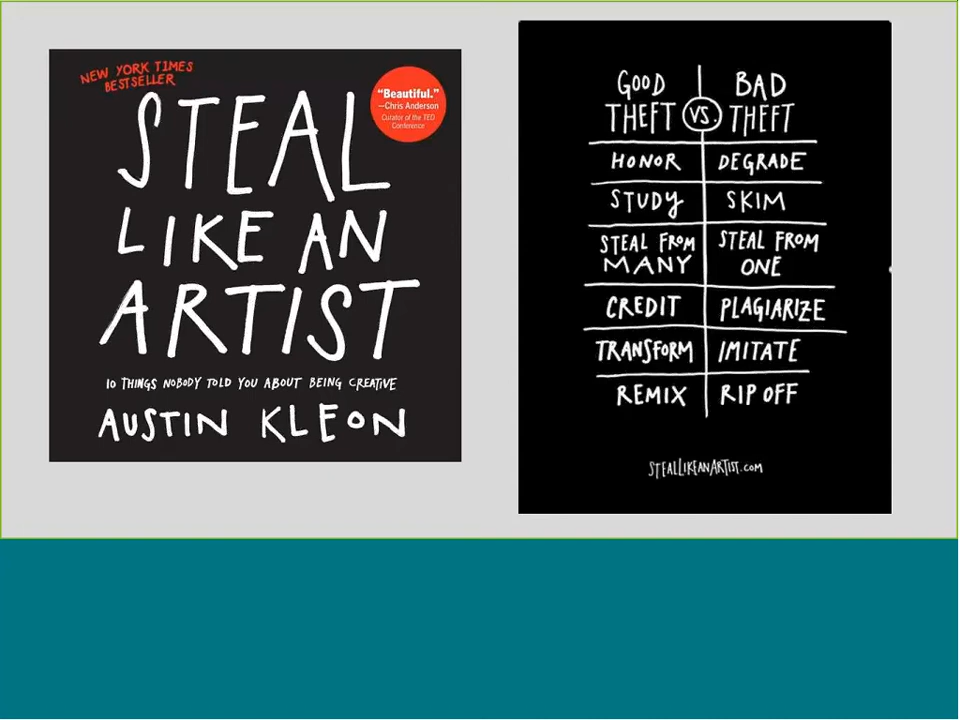 NEW YORK TIMES
BESTSELLER
"Beautiful."
—Chris Anderson
Curator of the TED
Conference
STEAL
LIKE AN
ARTIST
10 THINGS NOBODY TOLD YOU ABOUT BEING CREATIVE
AUSTIN KLEON
GOOD THEFT VS. BAD THEFT
HONOR DEGRADE
STUDY SKIM
STEAL FROM MANY STEAL FROM ONE
CREDIT PLAGIARIZE
TRANSFORM IMITATE
REMIX RIP OFF
STEALLIKEANARTIST.COM